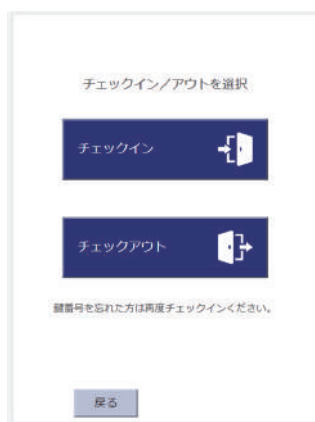 チェックイン／アウトを選択
チェックイン
チェックアウト
鍵番号を忘れた方は再度チェックインください。
戻る